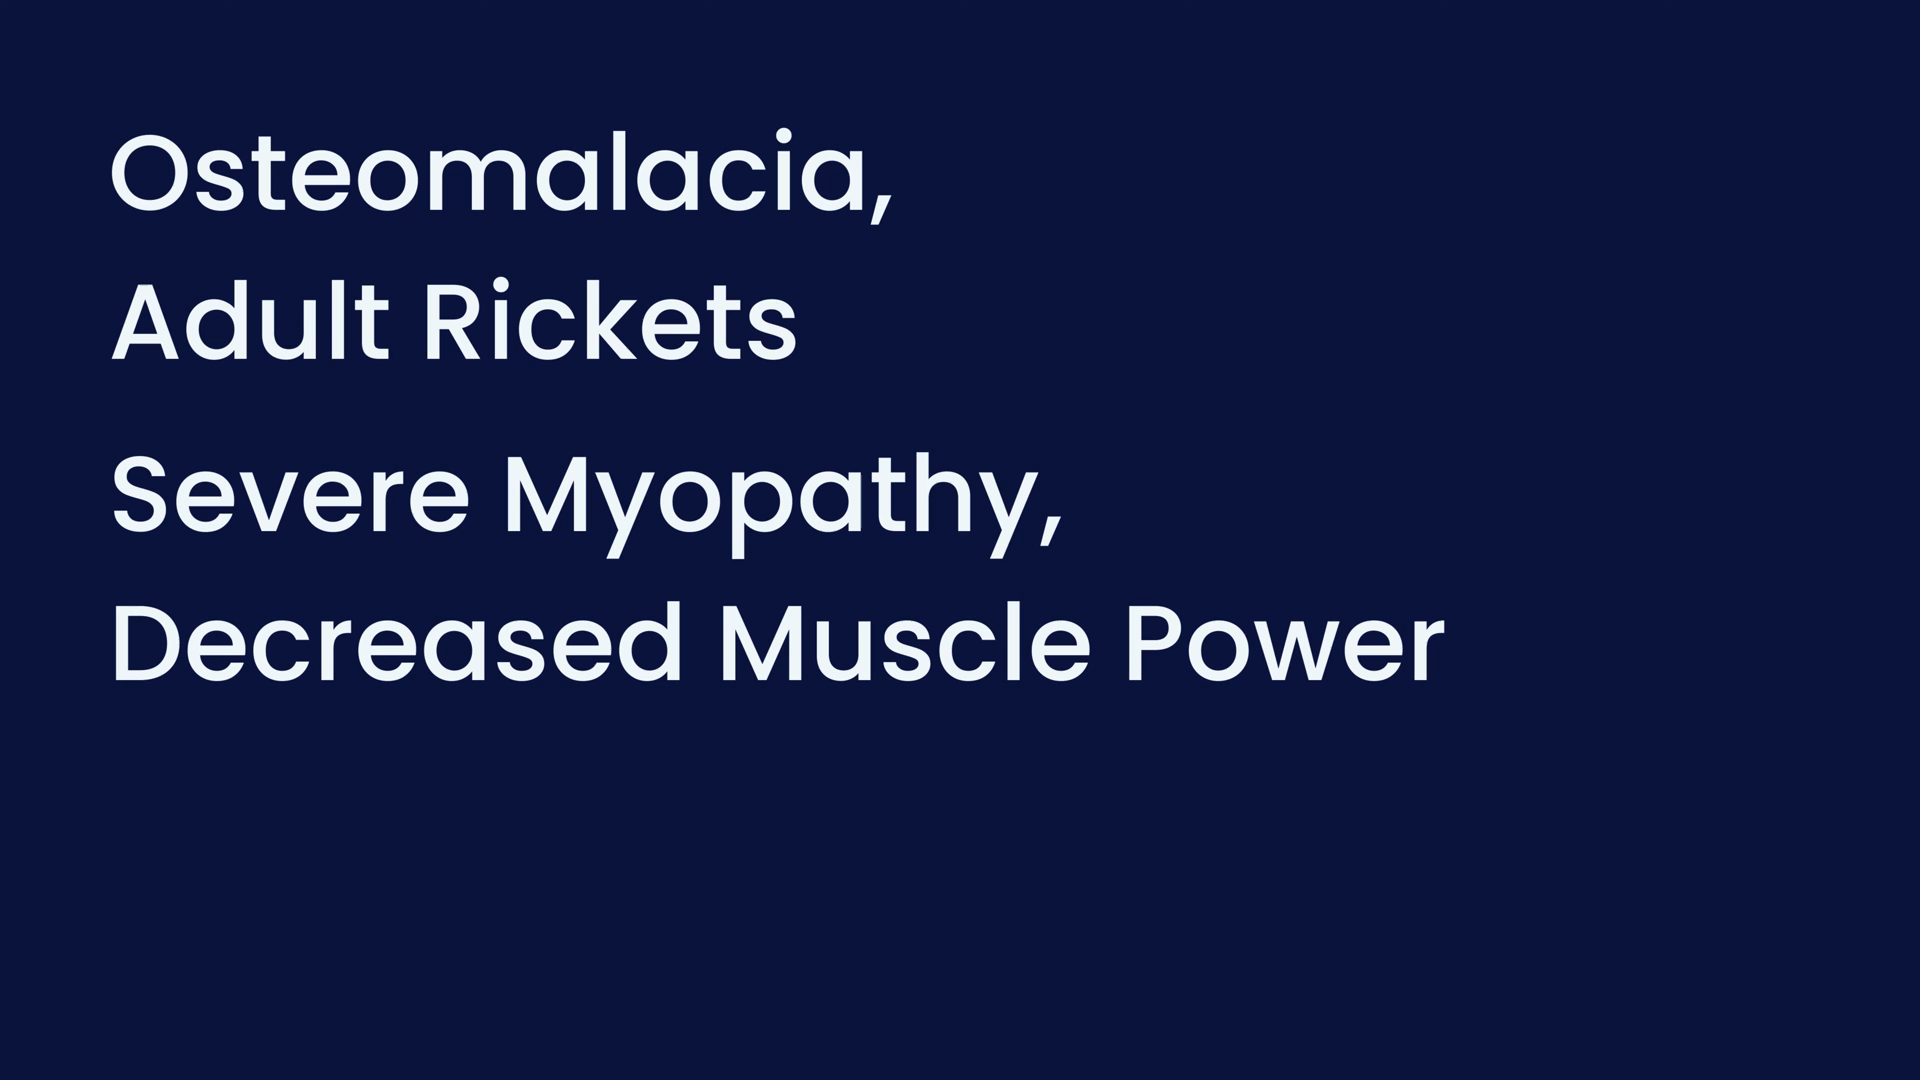 Osteomalacia,
Adult Rickets
Severe Myopathy,
Decreased Muscle Power